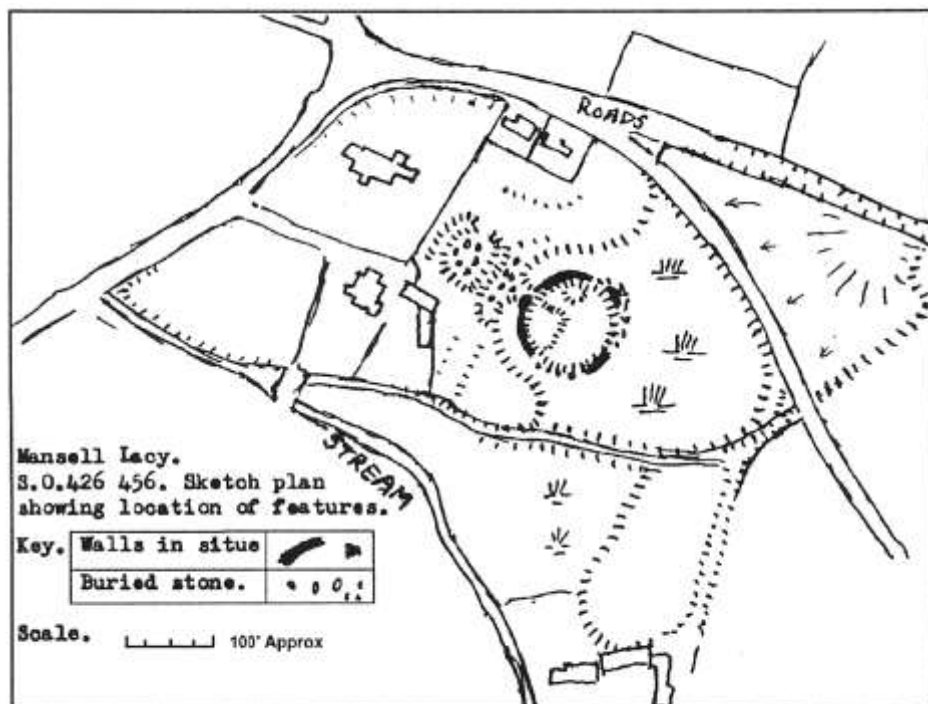 ROADS
STREAM
Mansell Lacy.
S.O.426 456. Sketch plan
showing location of features.
Key. Walls in situe
Buried stone.
Scale. 100' Approx